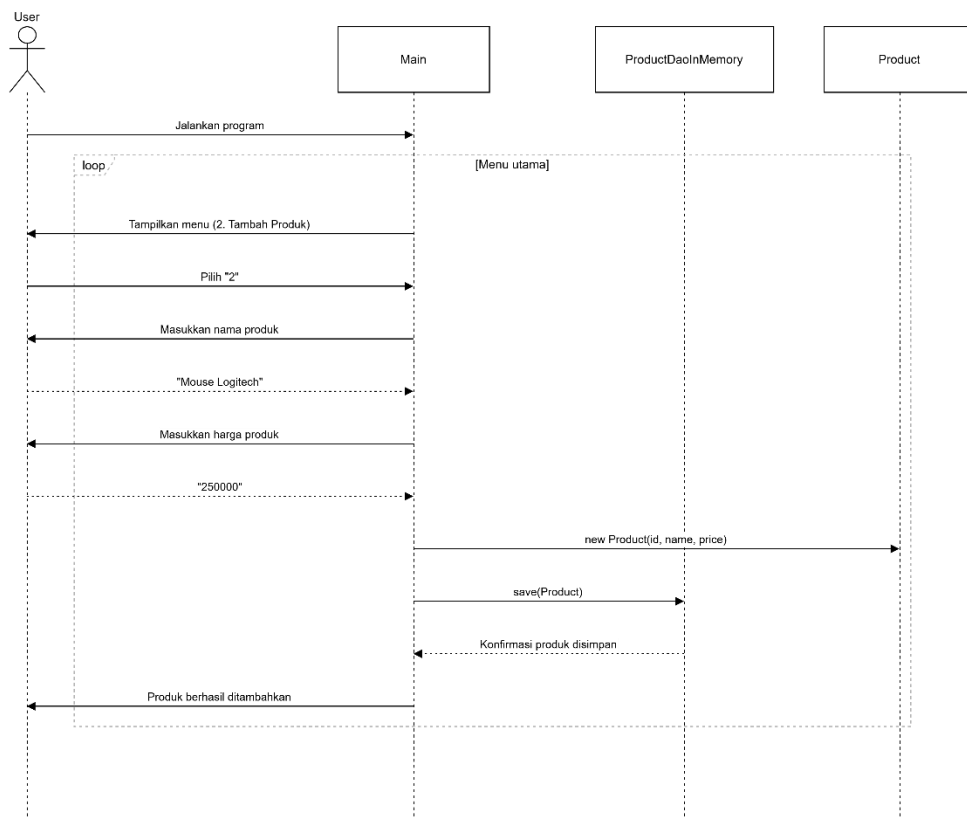 User
Main
ProductDaoInMemory
Product
Jalankan program
loop
[Menu utama]
Tampilkan menu (2. Tambah Produk)
Pilih "2"
Masukkan nama produk
"Mouse Logitech"
Masukkan harga produk
"250000"
new Product(id, name, price)
save(Product)
Konfirmasi produk disimpan
Produk berhasil ditambahkan